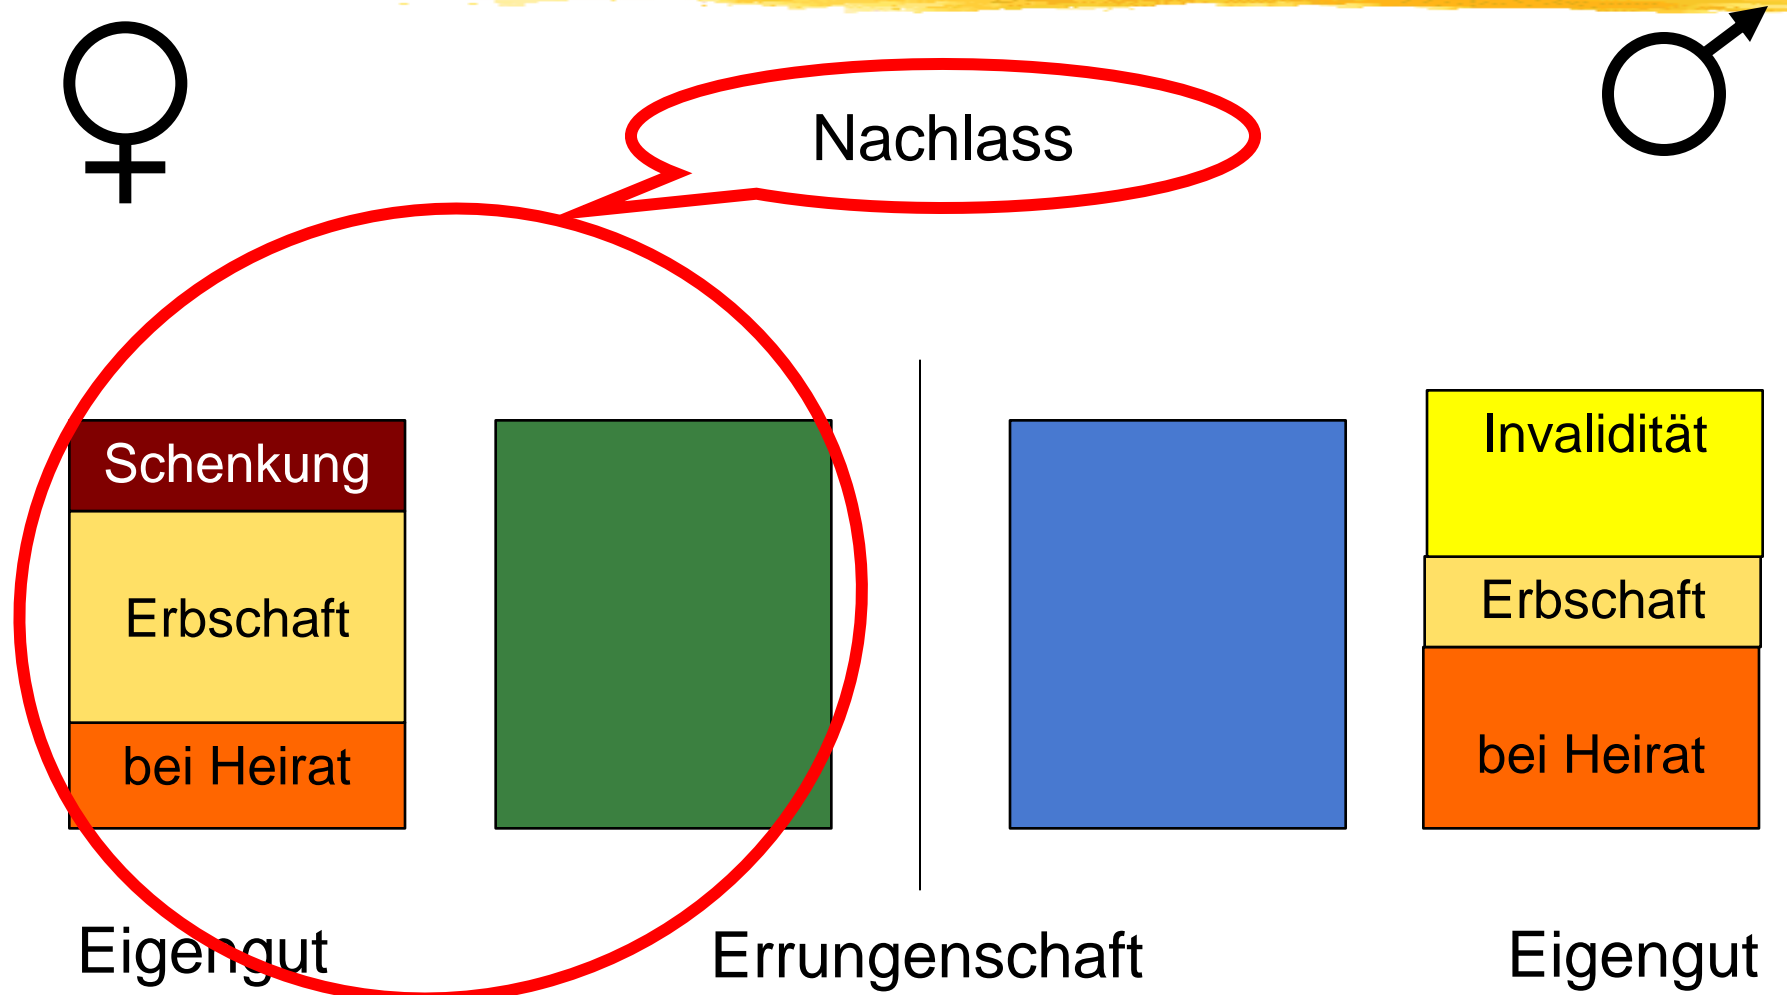 Nachlass
Schenkung
Erbschaft
bei Heirat
Invalidität
Erbschaft
bei Heirat
Eigengut
Errungenschaft
Eigengut